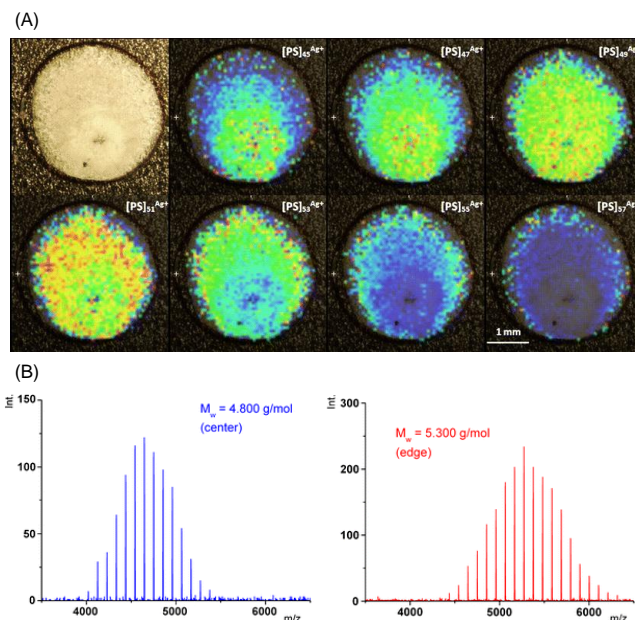 (A)
[PS]45Ag+
[PS]47Ag+
[PS]49Ag+
[PS]51Ag+
[PS]53Ag+
[PS]55Ag+
[PS]57Ag+
1 mm
(B)
Int.
150
100
50
0
4000
5000
6000
m/z
Mw = 4.800 g/mol
(center)
Int.
300
200
100
0
4000
5000
6000
m/z
Mw = 5.300 g/mol
(edge)